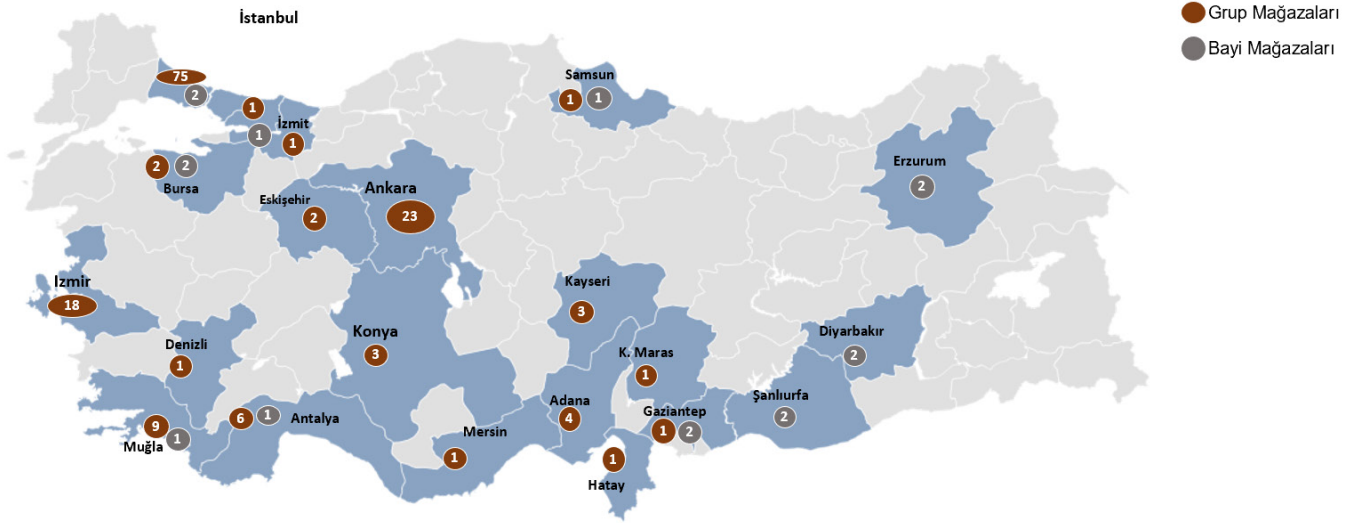 İstanbul
Grup Mağazaları
Bayi Mağazaları
75
2
1
1
İzmit
1
Samsun
1
1
2
2
Bursa
Eskişehir
2
Ankara
23
Erzurum
2
Izmir
18
Denizli
1
Konya
3
Kayseri
3
K. Maras
1
Diyarbakır
2
Şanlıurfa
2
9
Muğla
1
6
1
Antalya
Mersin
1
Adana
4
Gaziantep
1
2
1
Hatay